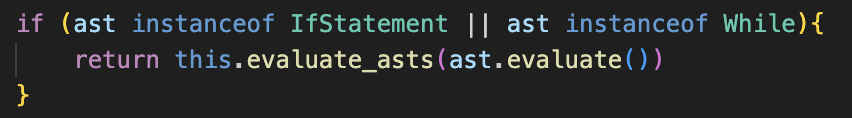 if (ast instanceof IfStatement || ast instanceof While){
    return this.evaluate_asts(ast.evaluate())
}